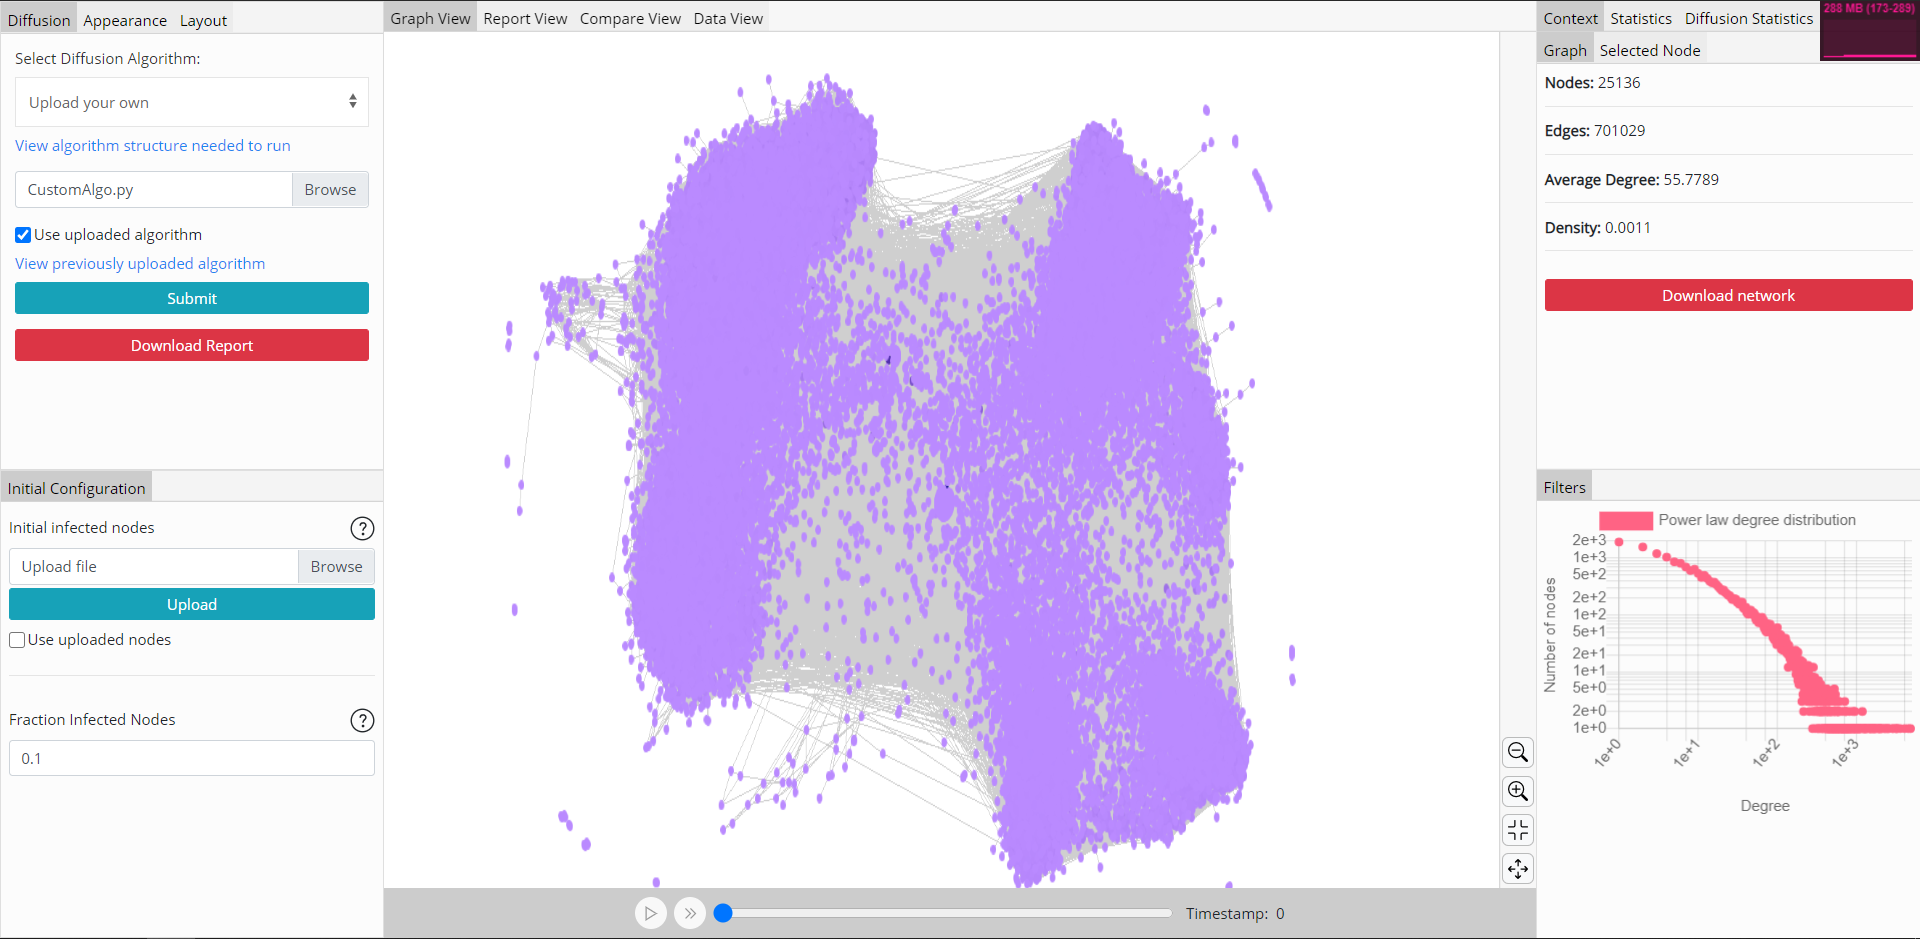 Diffusion Appearance Layout
Select Diffusion Algorithm:
Upload your own
View algorithm structure needed to run
CustomAlgo.py Browse
Use uploaded algorithm
View previously uploaded algorithm
Submit
Download Report
Initial Configuration
Initial infected nodes ?
Upload file Browse
Upload
Use uploaded nodes
Fraction Infected Nodes ?
0.1
Graph View Report View Compare View Data View
Timestamp: 0
Context Statistics Diffusion Statistics
288 MB (173-289)
Graph Selected Node
Nodes: 25136
Edges: 701029
Average Degree: 55.7789
Density: 0.0011
Download network
Filters
Power law degree distribution
Number of nodes
2e+3
1e+3
5e+2
2e+2
1e+2
5e+1
2e+1
1e+1
5e+0
2e+0
1e+0
1e+0 1e+1 1e+2 1e+3
Degree